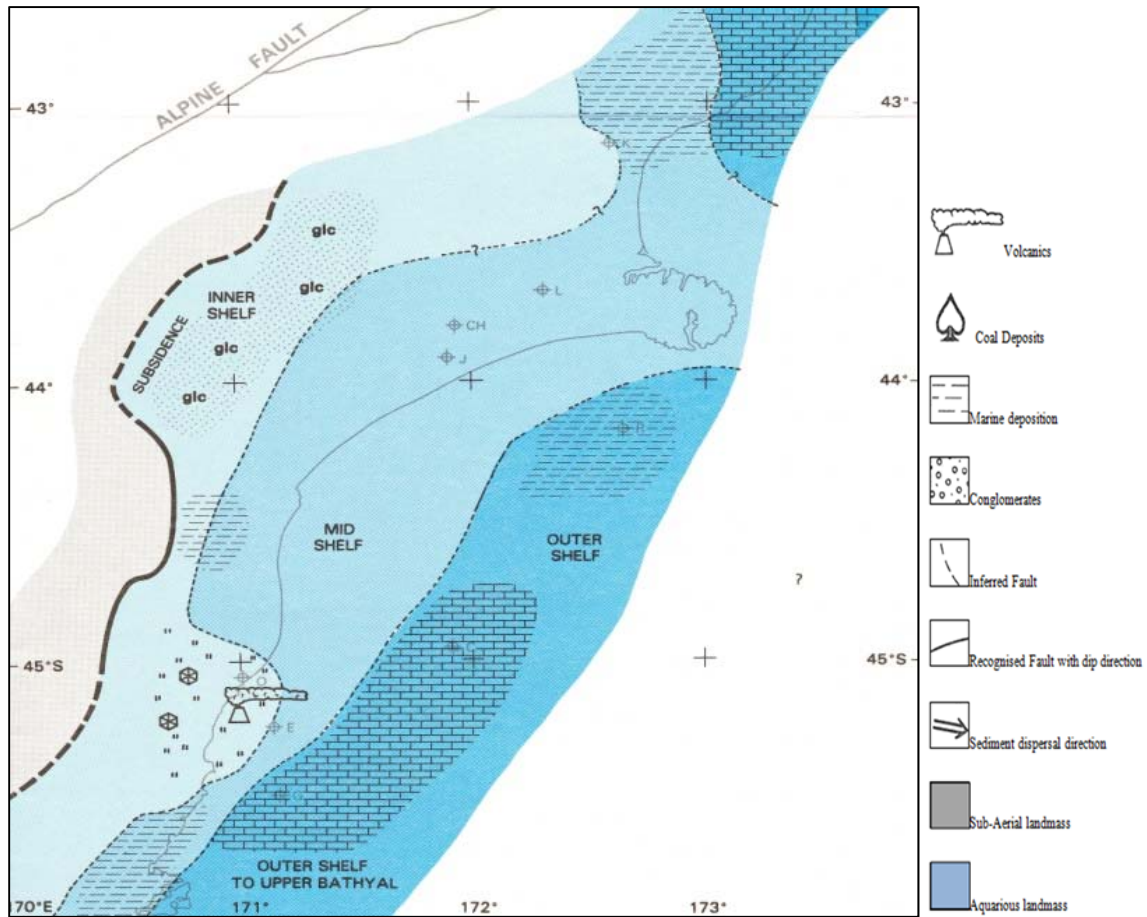 ALPINE FAULT
43°
43°
K
glc
glc
INNER
SHELF
SUBSIDENCE
glc
glc
L
CH
J
44°
44°
MID
SHELF
OUTER
SHELF
?
?
?
?
45°S
45°S
C
O
E
OUTER SHELF
TO UPPER BATHYAL
170°E
171°
172°
173°
Volcanics
Coal Deposits
Marine deposition
Conglomerates
Inferred Fault
Recognised Fault with dip direction
Sediment dispersal direction
Sub-Aerial landmass
Aquarious landmass